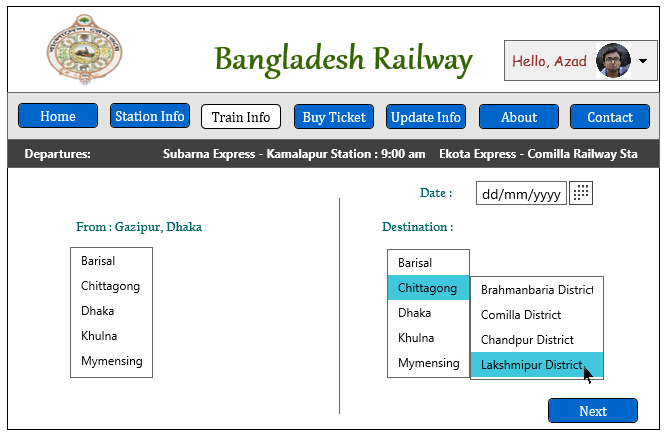 Bangladesh Railway
Hello, Azad
Home
Station Info
Train Info
Buy Ticket
Update Info
About
Contact
Departures: Subarna Express - Kamalapur Station : 9:00 am Ekota Express - Comilla Railway Sta
Date : dd/mm/yyyy
From : Gazipur, Dhaka
Barisal
Chittagong
Dhaka
Khulna
Mymensing
Destination :
Barisal
Chittagong
Dhaka
Khulna
Mymensing
Brahmanbaria District
Comilla District
Chandpur District
Lakshmipur District
Next